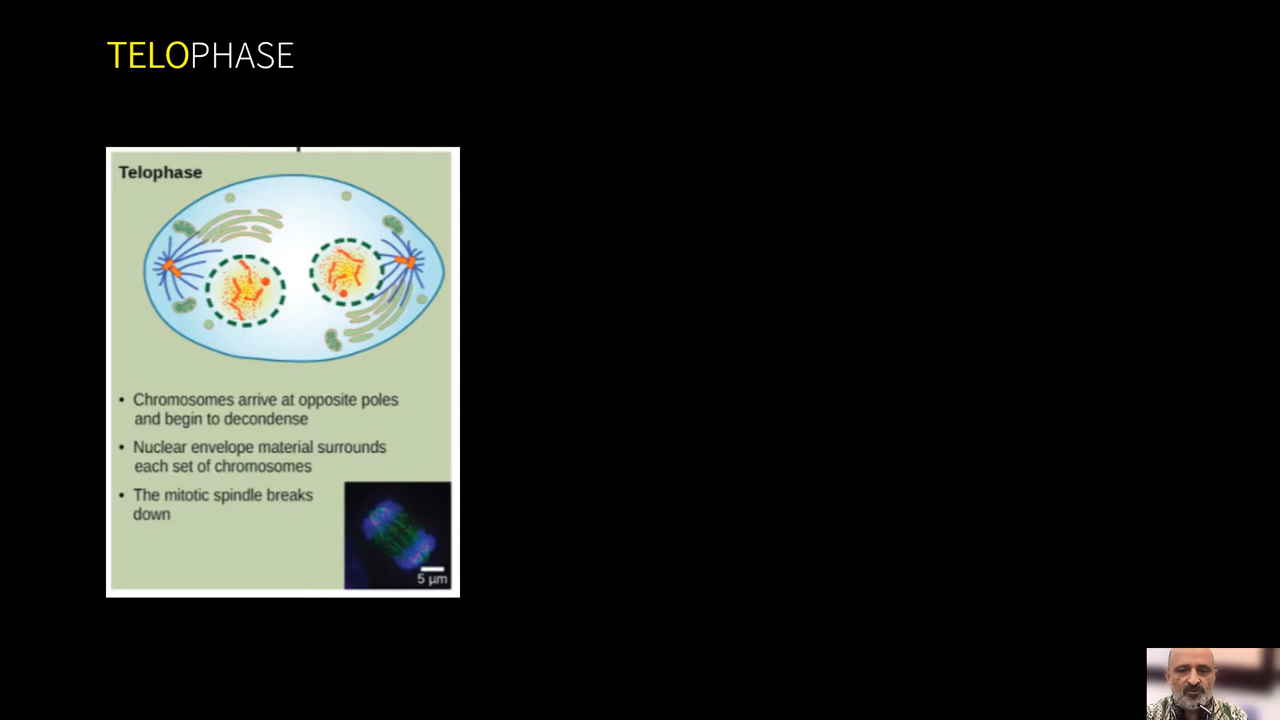 TELOPHASE
Telophase
• Chromosomes arrive at opposite poles
and begin to decondense
• Nuclear envelope material surrounds
each set of chromosomes
• The mitotic spindle breaks
down
5 µm